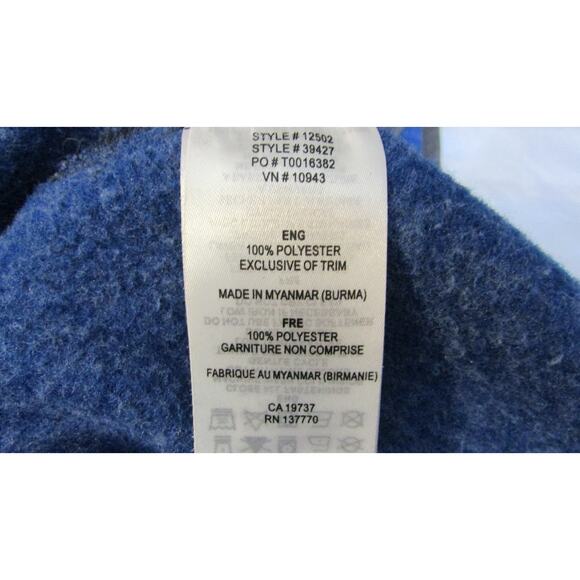 STYLE # 12502
STYLE # 39427
PO # T0016382
VN # 10943
ENG
100% POLYESTER
EXCLUSIVE OF TRIM
MADE IN MYANMAR (BURMA)
FRE
100% POLYESTER
GARNITURE NON COMPRISE
FABRIQUE AU MYANMAR (BIRMANIE)
CA 19737
RN 137770